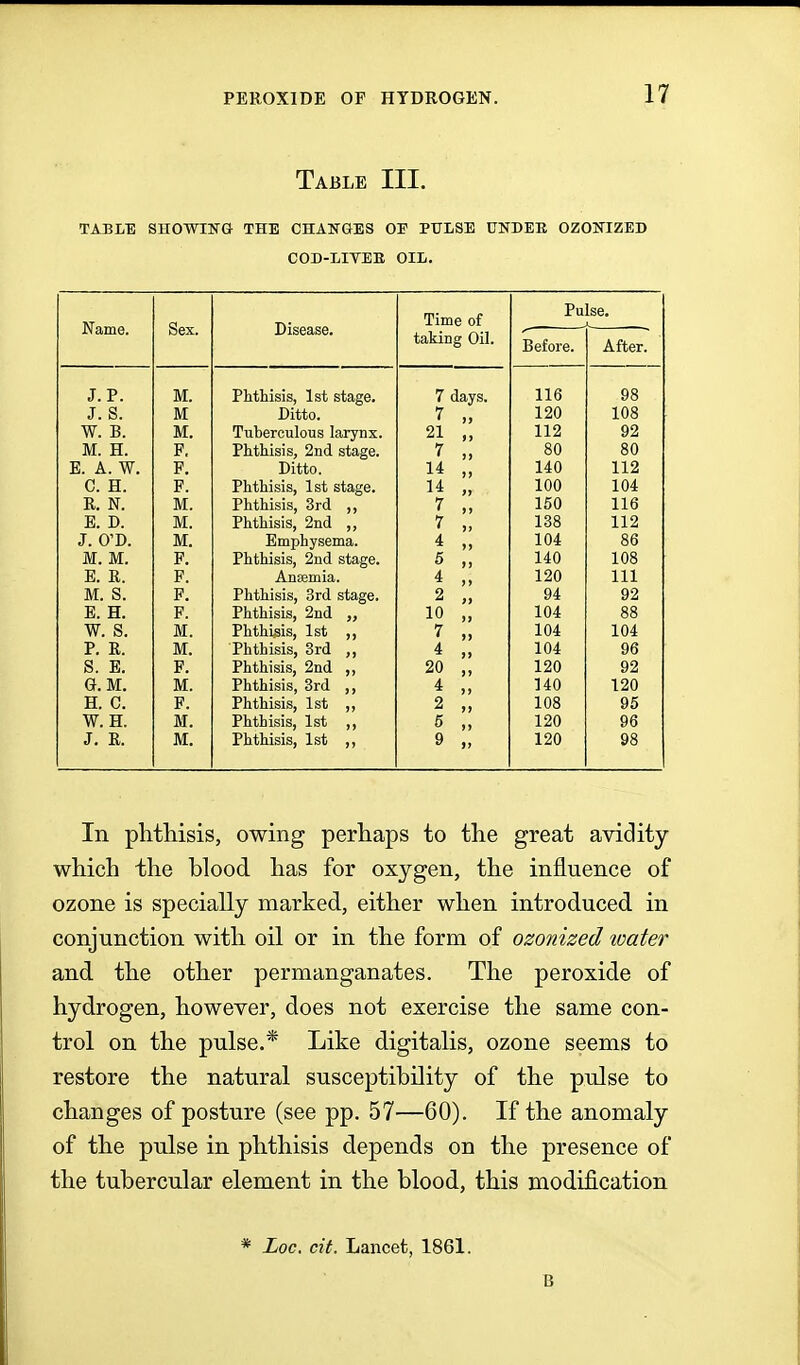 PEROXIDE OF HYDROGEN. 17
TABLE III.
TABLE SHOWING THE CHANGES OF PULSE UNDER OZONIZED
COD-LIVER OIL.
Name. Sex. Disease. Time of taking Oil. Pulse. Before. After.
J. P. M. Phthisis, 1st stage. 7 days. 116 98
J. S. M Ditto. 7 ,, 120 108
W. B. M. Tuberculous larynx. 21 ,, 112 92
M. H. F. Phthisis, 2nd stage. 7 ,, 80 80
E. A. W. F. Ditto. 14 ,, 140 112
C. H. F. Phthisis, 1st stage. 14 ,, 100 104
R. N. M. Phthisis, 3rd ,, 7 ,, 150 116
E. D. M. Phthisis, 2nd ,, 7 ,, 138 112
J. O'D. M. Emphysema. 4 ,, 104 86
M. M. F. Phthisis, 2nd stage. 5 ,, 140 108
E. R. F. Anæmia. 4 ,, 120 111
M. S. F. Phthisis, 3rd stage. 2 ,, 94 92
E. H. F. Phthisis, 2nd ,, 10 ,, 104 88
W. S. M. Phthisis, 1st ,, 7 ,, 104 104
P. R. M. Phthisis, 3rd ,, 4 ,, 104 96
S. E. F. Phthisis, 2nd ,, 20 ,, 120 92
G. M. M. Phthisis, 3rd ,, 4 ,, 140 120
H. C. F. Phthisis, 1st ,, 2 ,, 108 95
W. H. M. Phthisis, 1st ,, 5 ,, 120 96
J. R. M. Phthisis, 1st ,, 9 ,, 120 98
In phthisis, owing perhaps to the great avidity
which the blood has for oxygen, the influence of
ozone is specially marked, either when introduced in
conjunction with oil or in the form of ozonized water
and the other permanganates. The peroxide of
hydrogen, however, does not exercise the same con-
trol on the pulse.* Like digitalis, ozone seems to
restore the natural susceptibility of the pulse to
changes of posture (see pp. 57—60). If the anomaly
of the pulse in phthisis depends on the presence of
the tubercular element in the blood, this modification
* Loc. cit. Lancet, 1861.
B